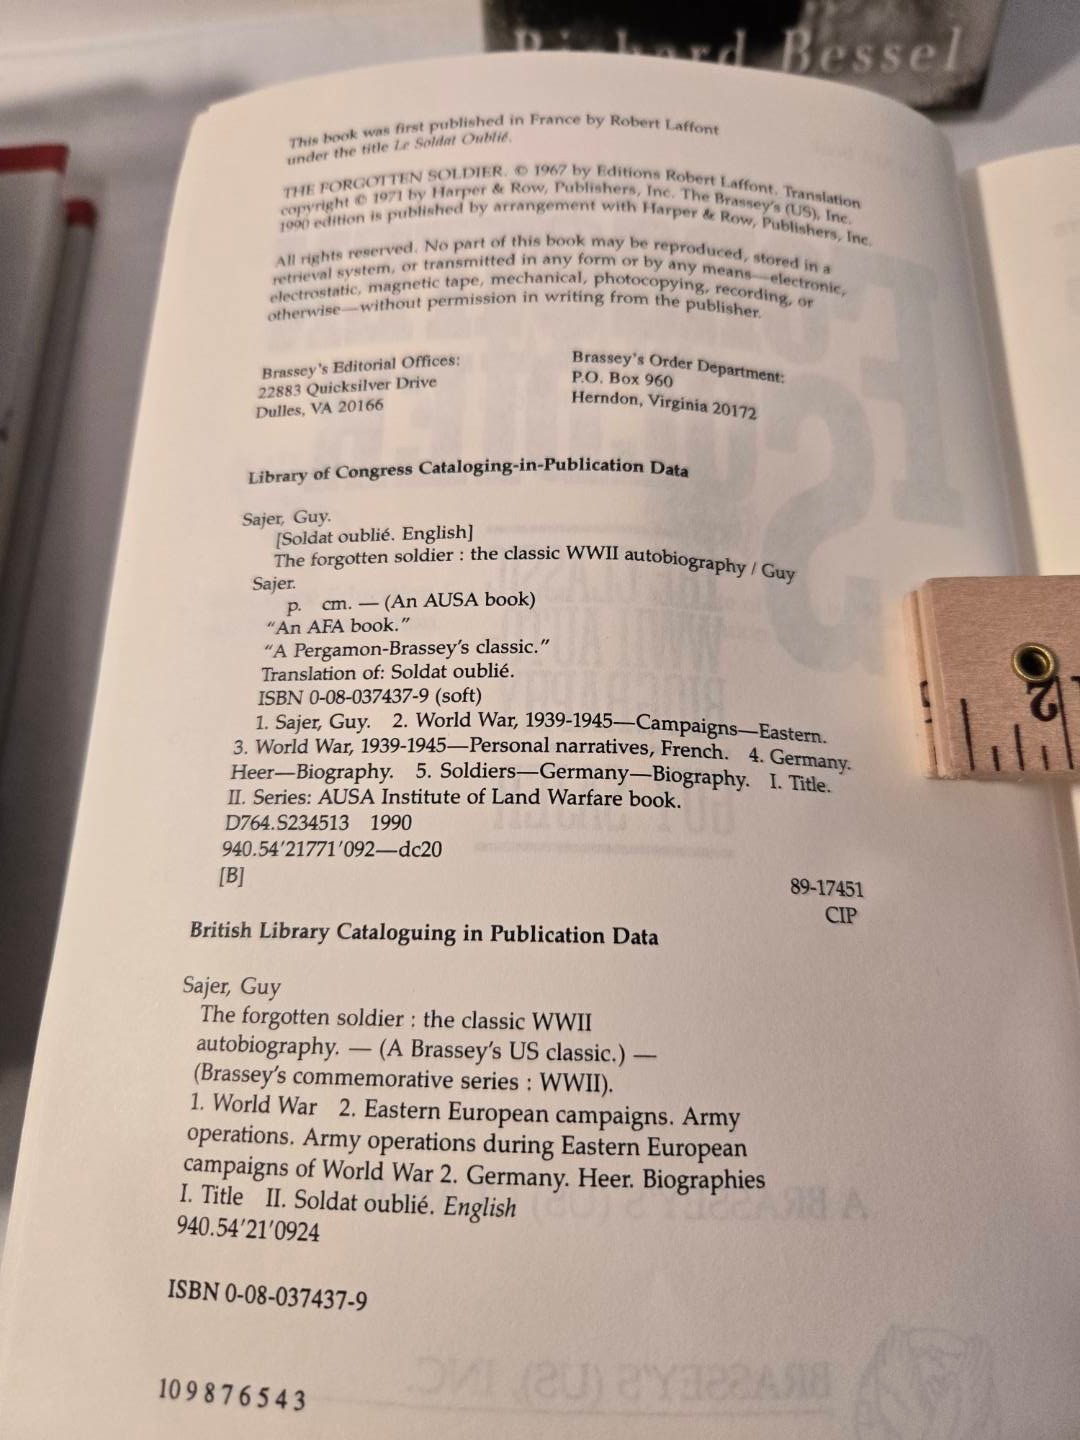 Richard Bessel
This book was first published in France by Robert Laffont
under the title Le Soldat Oublié.
THE FORGOTTEN SOLDIER. © 1967 by Editions Robert Laffont. Translation
copyright © 1971 by Harper & Row, Publishers, Inc. The Brassey's (US), Inc.
1990 edition is published by arrangement with Harper & Row, Publishers, Inc.
All rights reserved. No part of this book may be reproduced, stored in a
retrieval system, or transmitted in any form or by any means—electronic,
electrostatic, magnetic tape, mechanical, photocopying, recording, or
otherwise—without permission in writing from the publisher.
Brassey's Editorial Offices:
22883 Quicksilver Drive
Dulles, VA 20166
Brassey's Order Department:
P.O. Box 960
Herndon, Virginia 20172
Library of Congress Cataloging-in-Publication Data
Sajer, Guy.
[Soldat oublié. English]
The forgotten soldier : the classic WWII autobiography / Guy
Sajer.
p. cm. — (An AUSA book)
"An AFA book."
"A Pergamon-Brassey's classic."
Translation of: Soldat oublié.
ISBN 0-08-037437-9 (soft)
1. Sajer, Guy. 2. World War, 1939-1945—Campaigns—Eastern.
3. World War, 1939-1945—Personal narratives, French. 4. Germany.
Heer—Biography. 5. Soldiers—Germany—Biography. I. Title.
II. Series: AUSA Institute of Land Warfare book.
D764.S234513 1990
940.54'21771'092—dc20
[B]
89-17451
CIP
British Library Cataloguing in Publication Data
Sajer, Guy
The forgotten soldier : the classic WWII
autobiography. — (A Brassey's US classic.) —
(Brassey's commemorative series : WWII).
1. World War 2. Eastern European campaigns. Army
operations. Army operations during Eastern European
campaigns of World War 2. Germany. Heer. Biographies
I. Title II. Soldat oublié. English
940.54'21'0924
ISBN 0-08-037437-9
10 9 8 7 6 5 4 3
2